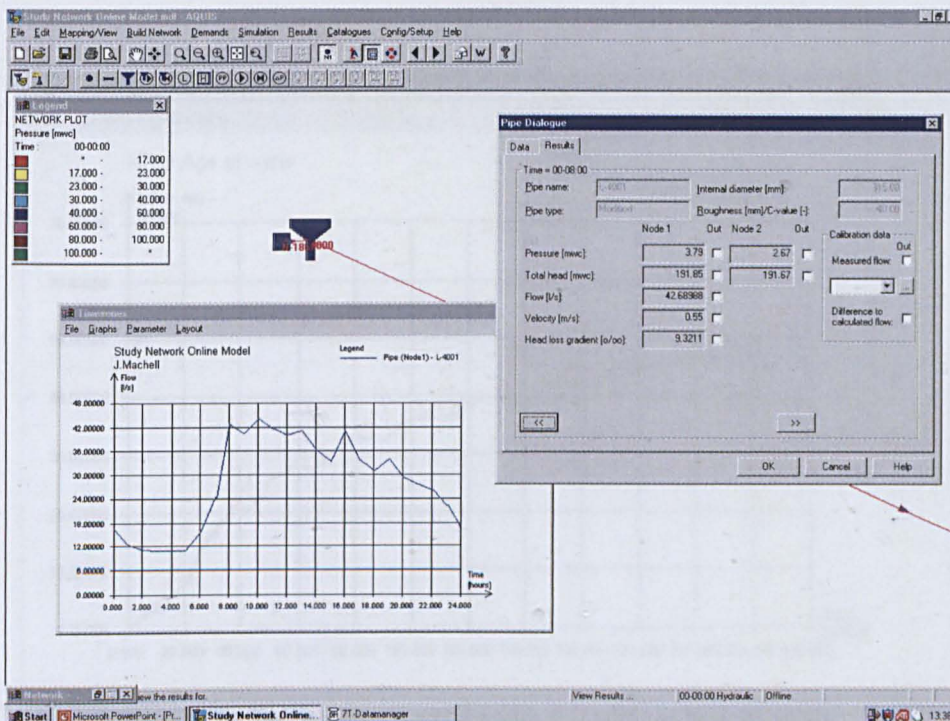 Study Network Online Model.mdt - AQUIS
File Edit Mapping/View Build Network Demands Simulation Results Catalogues Config/Setup Help
Legend
NETWORK PLOT
Pressure [mwc]
Time : 00-00:00
* - 17.000
17.000 - 23.000
23.000 - 30.000
30.000 - 40.000
40.000 - 60.000
60.000 - 80.000
80.000 - 100.000
100.000 - *
Pipe Dialogue
Data Results
Time = 00-08:00
Pipe name: L-4001 Internal diameter [mm]:
Pipe type: Roughness [mm]/C-value [-]:
Node 1 Out Node 2 Out
Calibration data
Out
Pressure [mwc]: 3.79 2.67
Measured flow:
Total head [mwc]: 191.85 191.67
Flow [l/s]: 42.68988
Velocity [m/s]: 0.55
Difference to calculated flow:
Head loss gradient [o/oo]: 9.3211
<< >>
OK Cancel Help
Timeseries
File Graphs Parameter Layout
Study Network Online Model
J.Machell
Legend
Pipe (Node1) - L-4001
Flow
[l/s]
48.00000
42.00000
36.00000
30.00000
24.00000
18.00000
12.00000
6.00000
0.00000
0.000 2.000 4.000 6.000 8.000 10.000 12.000 14.000 16.000 18.000 20.000 22.000 24.000
Time
[hours]
Network
ew the results for.
View Results ... 00-00:00 Hydraulic Offline
Start Microsoft PowerPoint - [Pr... Study Network Online... 7T-Datamanager